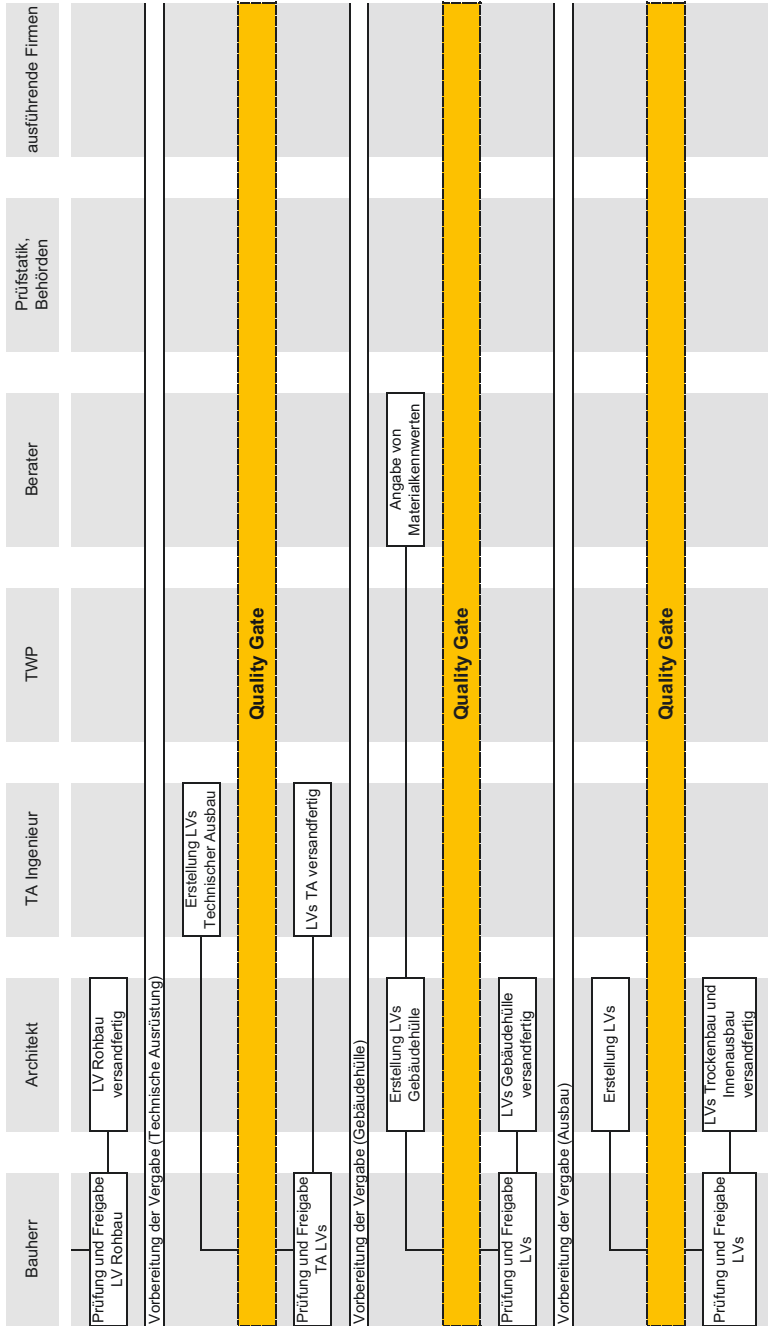 Bauherr
Architekt
TA Ingenieur
TWP
Berater
Prüfstatik,
Behörden
ausführende Firmen
Prüfung und Freigabe
LV Rohbau
LV Rohbau
versandfertig
Vorbereitung der Vergabe (Technische Ausrüstung)
Erstellung LVs
Technischer Ausbau
Quality Gate
Prüfung und Freigabe
TA LVs
LVs TA versandfertig
Vorbereitung der Vergabe (Gebäudehülle)
Erstellung LVs
Gebäudehülle
Angabe von
Materialkennwerten
Quality Gate
Prüfung und Freigabe
LVs
LVs Gebäudehülle
versandfertig
Vorbereitung der Vergabe (Ausbau)
Erstellung LVs
Quality Gate
Prüfung und Freigabe
LVs
LVs Trockenbau und
Innenausbau
versandfertig